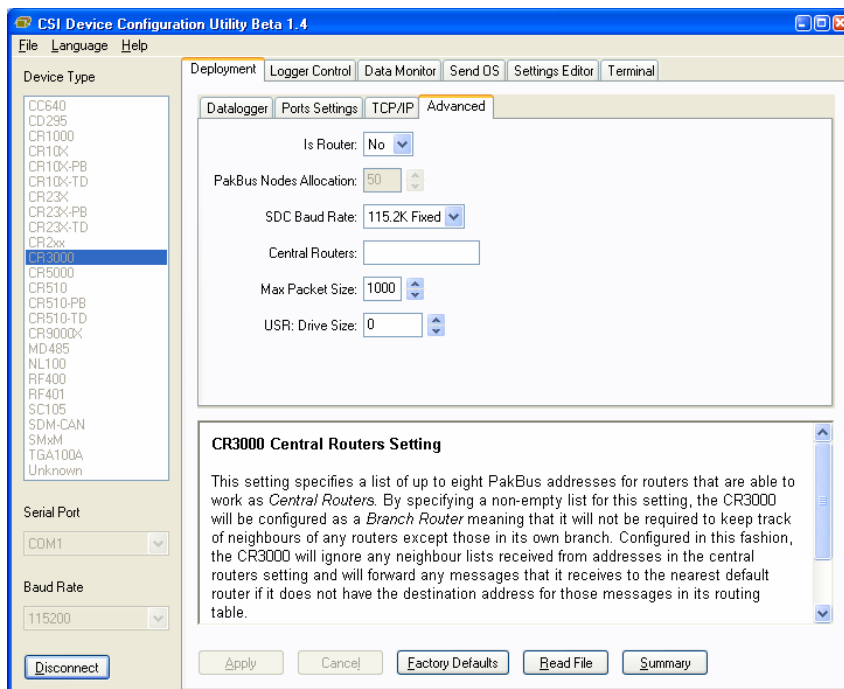 CSI Device Configuration Utility Beta 1.4
File Language Help
Device Type
CC640
CD295
CR1000
CR10X
CR10X-PB
CR10X-TD
CR23X
CR23X-PB
CR23X-TD
CR2xx
CR3000
CR5000
CR510
CR510-PB
CR510-TD
CR9000X
MD485
NL100
RF400
RF401
SC105
SDM-CAN
SMxM
TGA100A
Unknown
Serial Port
COM1
Baud Rate
115200
Disconnect
Deployment Logger Control Data Monitor Send OS Settings Editor Terminal
Datalogger Ports Settings TCP/IP Advanced
Is Router: No
PakBus Nodes Allocation: 50
SDC Baud Rate: 115.2K Fixed
Central Routers:
Max Packet Size: 1000
USR: Drive Size: 0
CR3000 Central Routers Setting
This setting specifies a list of up to eight PakBus addresses for routers that are able to
work as Central Routers. By specifying a non-empty list for this setting, the CR3000
will be configured as a Branch Router meaning that it will not be required to keep track
of neighbours of any routers except those in its own branch. Configured in this fashion,
the CR3000 will ignore any neighbour lists received from addresses in the central
routers setting and will forward any messages that it receives to the nearest default
router if it does not have the destination address for those messages in its routing
table.
Apply Cancel Factory Defaults Read File Summary